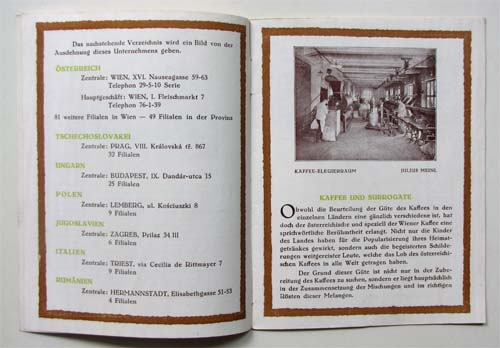 Das nachstehende Verzeichnis wird ein Bild von der
Ausdehnung dieses Unternehmens geben.
ÖSTERREICH
Zentrale: WIEN, XVI. Nauseagasse 59-63
Telephon 29-5-10 Serie
Hauptgeschäft: WIEN, I. Fleischmarkt 7
Telephon 76-1-39
81 weitere Filialen in Wien — 49 Filialen in der Provinz
TSCHECHOSLOVAKEI
Zentrale: PRAG, VIII. Královská tř. 867
32 Filialen
UNGARN
Zentrale: BUDAPEST, IX. Dandár-utca 15
25 Filialen
POLEN
Zentrale: LEMBERG, ul. Kościuszki 8
9 Filialen
JUGOSLAVIEN
Zentrale: ZAGREB, Prilaz 34 III
6 Filialen
ITALIEN
Zentrale: TRIEST, via Cecilia de Rittmayer 7
9 Filialen
RUMÄNIEN
Zentrale: HERMANNSTADT, Elisabethgasse 51-53
4 Filialen
KAFFEE-ELEGIERRAUM JULIUS MEINL
KAFFEE UND SURROGATE
Obwohl die Beurteilung der Güte des Kaffees in den
einzelnen Ländern eine gänzlich verschiedene ist, hat
doch der österreichische und speziell der Wiener Kaffee eine
sprichwörtliche Berühmtheit erlangt. Nicht nur die Kinder
des Landes haben für die Popularisierung ihres Heimat-
getränkes gewirkt, sondern auch die begeisterten Schilde-
rungen weitgereister Leute, welche das Lob des österreichi-
schen Kaffees in alle Welt getragen haben.
Der Grund dieser Güte ist nicht nur in der Zube-
reitung des Kaffees zu suchen, sondern er liegt hauptsächlich
in der Zusammensetzung der Mischungen und im richtigen
Rösten dieser Melangen.